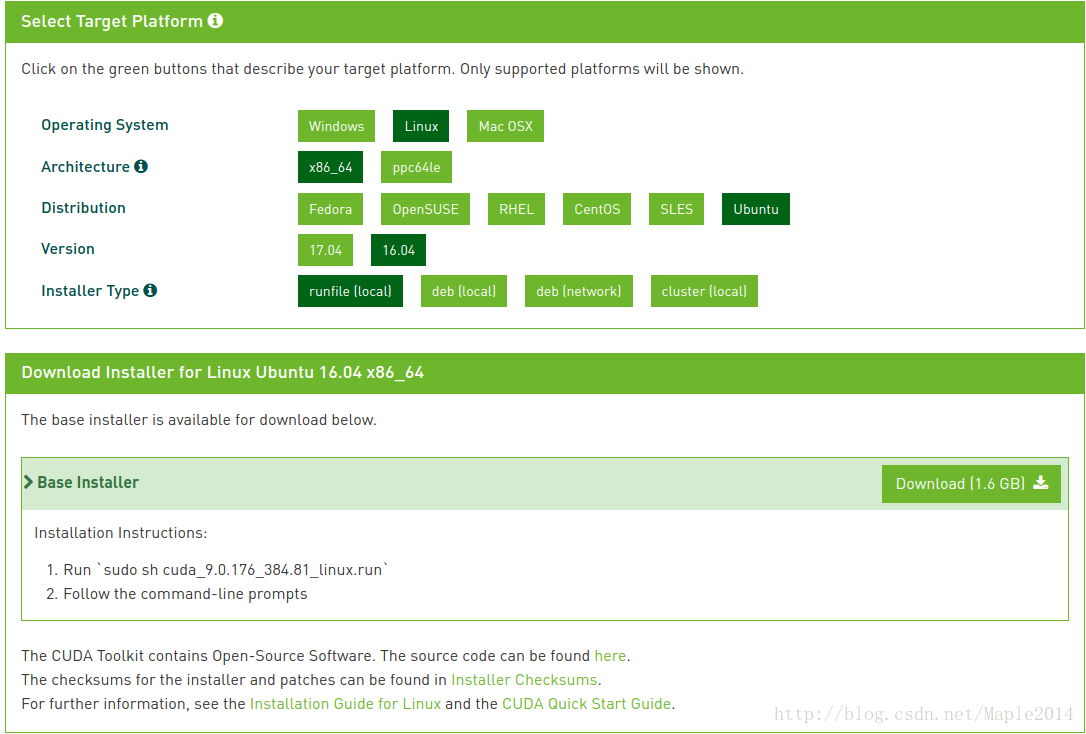 Select Target Platform
Click on the green buttons that describe your target platform. Only supported platforms will be shown.
Operating System Windows Linux Mac OSX
Architecture x86_64 ppc64le
Distribution Fedora OpenSUSE RHEL CentOS SLES Ubuntu
Version 17.04 16.04
Installer Type runfile (local) deb (local) deb (network) cluster (local)
Download Installer for Linux Ubuntu 16.04 x86_64
The base installer is available for download below.
Base Installer Download (1.6 GB)
Installation Instructions:
1. Run `sudo sh cuda_9.0.176_384.81_linux.run`
2. Follow the command-line prompts
The CUDA Toolkit contains Open-Source Software. The source code can be found here.
The checksums for the installer and patches can be found in Installer Checksums.
For further information, see the Installation Guide for Linux and the CUDA Quick Start Guide.
http://blog.csdn.net/Maple2014